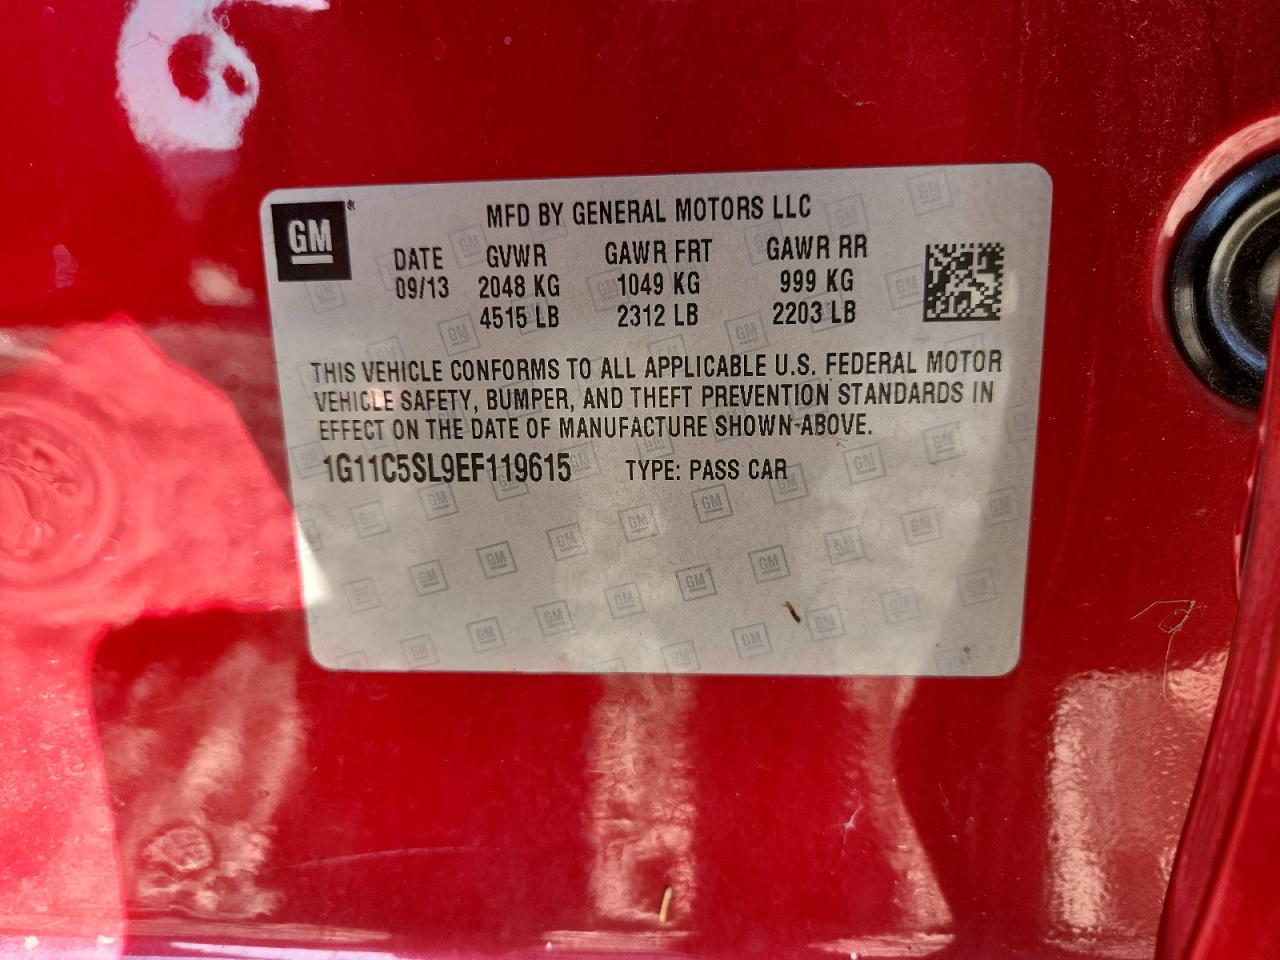 GM ®
MFD BY GENERAL MOTORS LLC
DATE GVWR GAWR FRT GAWR RR
09/13 2048 KG 1049 KG 999 KG
4515 LB 2312 LB 2203 LB
THIS VEHICLE CONFORMS TO ALL APPLICABLE U.S. FEDERAL MOTOR
VEHICLE SAFETY, BUMPER, AND THEFT PREVENTION STANDARDS IN
EFFECT ON THE DATE OF MANUFACTURE SHOWN ABOVE.
1G11C5SL9EF119615 TYPE: PASS CAR